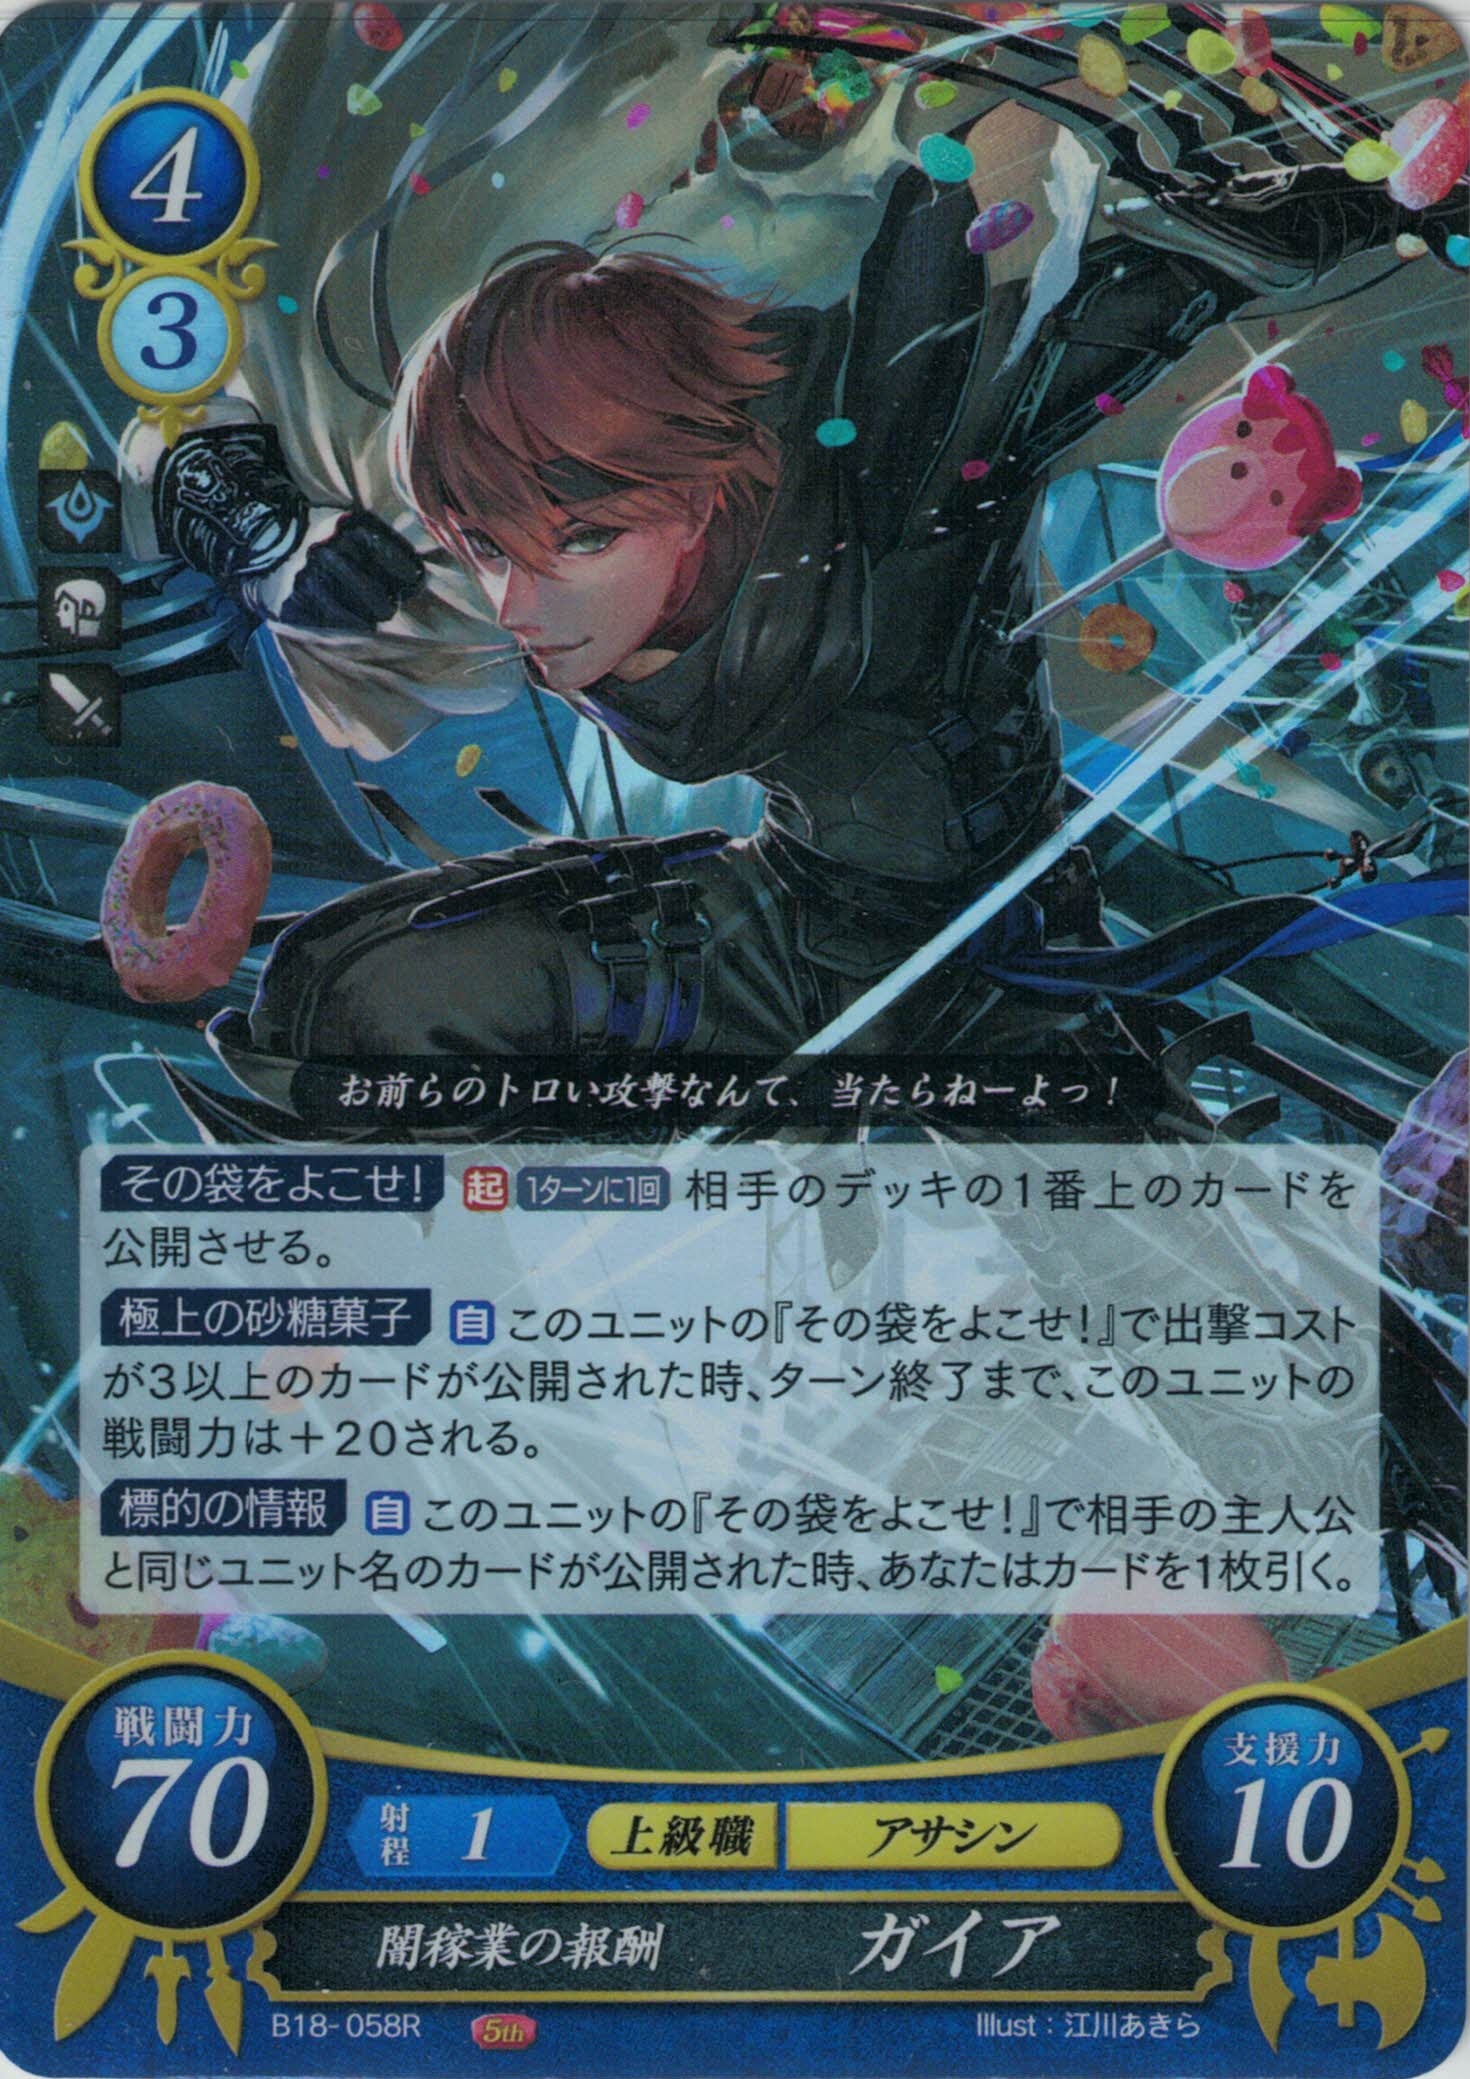 4
3
お前らのトロい攻撃なんて、当たらねーよっ！
その袋をよこせ！ 起 1ターンに1回 相手のデッキの1番上のカードを
公開させる。
極上の砂糖菓子 自 このユニットの『その袋をよこせ！』で出撃コスト
が3以上のカードが公開された時、ターン終了まで、このユニットの
戦闘力は＋20される。
標的の情報 自 このユニットの『その袋をよこせ！』で相手の主人公
と同じユニット名のカードが公開された時、あなたはカードを1枚引く。
戦闘力
70
射程 1
上級職 アサシン
支援力
10
闇稼業の報酬 ガイア
B18-058R 5th Illust：江川あきら